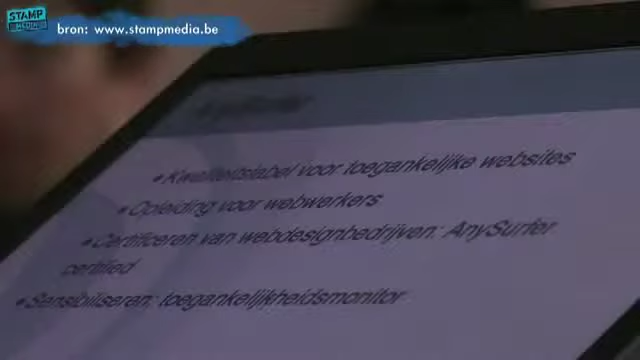 STAMP
MEDIA
bron: www.stampmedia.be
AnySurfer
• Kwaliteitslabel voor toegankelijke websites
• Opleiding voor webwerkers
• Certificeren van webdesignbedrijven: AnySurfer
certified
• Sensibiliseren: toegankelijkheidsmonitor